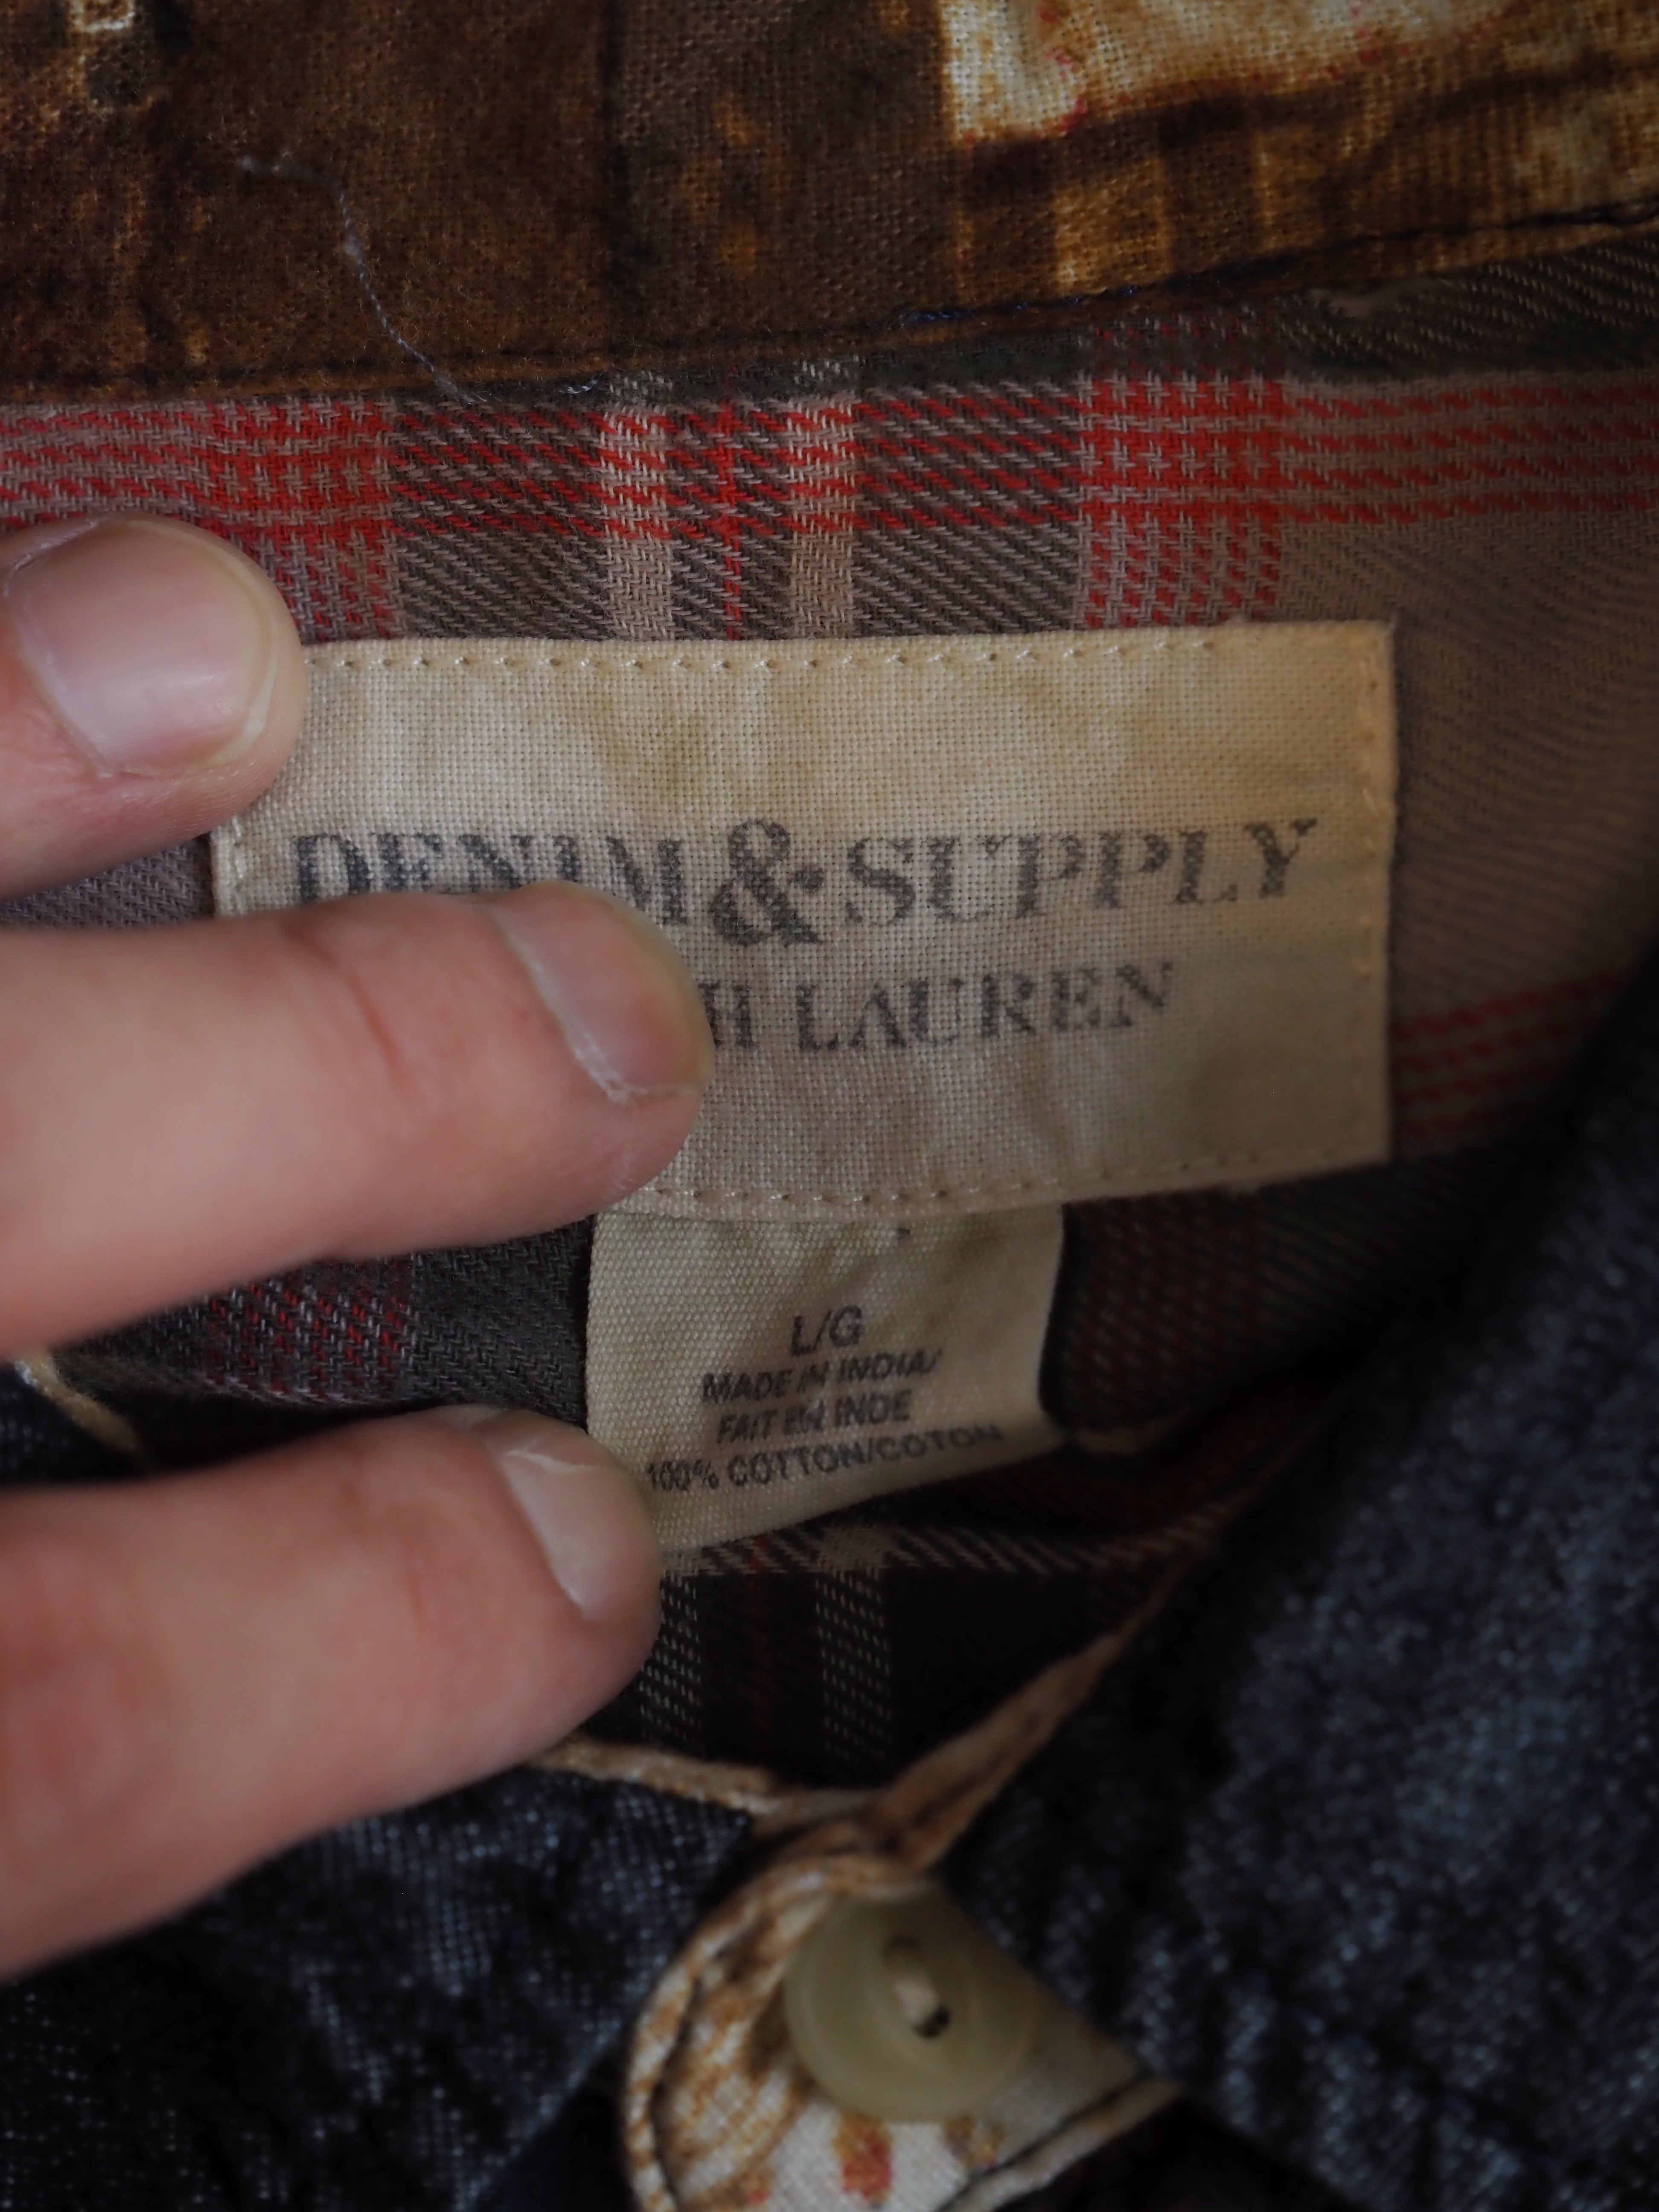 DENIM & SUPPLY
LAUREN
L/G
MADE IN INDIA/
FAIT EN INDE
100% COTTON/COTON